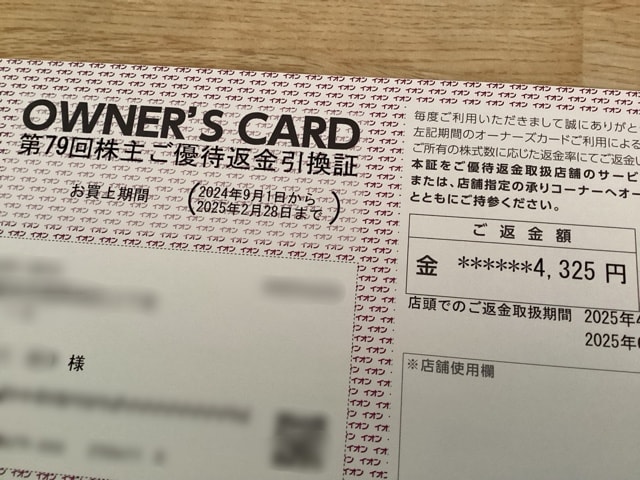 OWNER'S CARD
第79回株主ご優待返金引換証
お買上期間
2024年9月1日から
2025年2月28日まで
様
毎度ご利用いただきまして誠にありがと
左記期間のオーナーズカードご利用による
ご所有の株式数に応じた返金率にてご返金い
本証をご優待返金取扱店舗のサービ
または、店舗指定の承りコーナーへオー
とともにご持参ください。
ご返金額
金 ******4,325円
店頭でのご返金取扱期間 2025年4
2025年6
※店舗使用欄
イオン